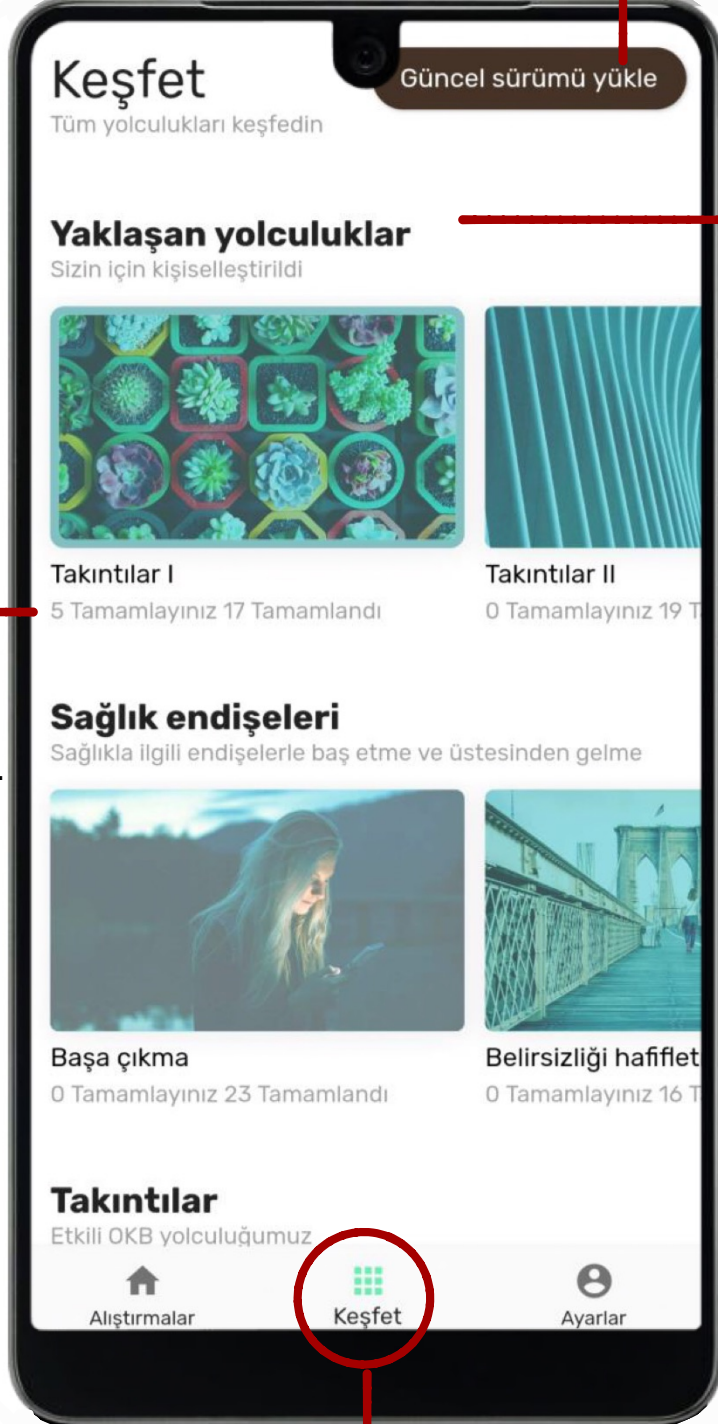 Keşfet
Güncel sürümü yükle
Tüm yolculukları keşfedin
Yaklaşan yolculuklar
Sizin için kişiselleştirildi
Takıntılar I
Takıntılar II
5 Tamamlayınız 17 Tamamlandı
0 Tamamlayınız 19 T
Sağlık endişeleri
Sağlıkla ilgili endişelerle baş etme ve üstesinden gelme
Başa çıkma
Belirsizliği hafiflet
0 Tamamlayınız 23 Tamamlandı
0 Tamamlayınız 16 T
Takıntılar
Etkili OKB yolculuğumuz
Alıştırmalar
Keşfet
Ayarlar